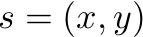 s = (x, y)